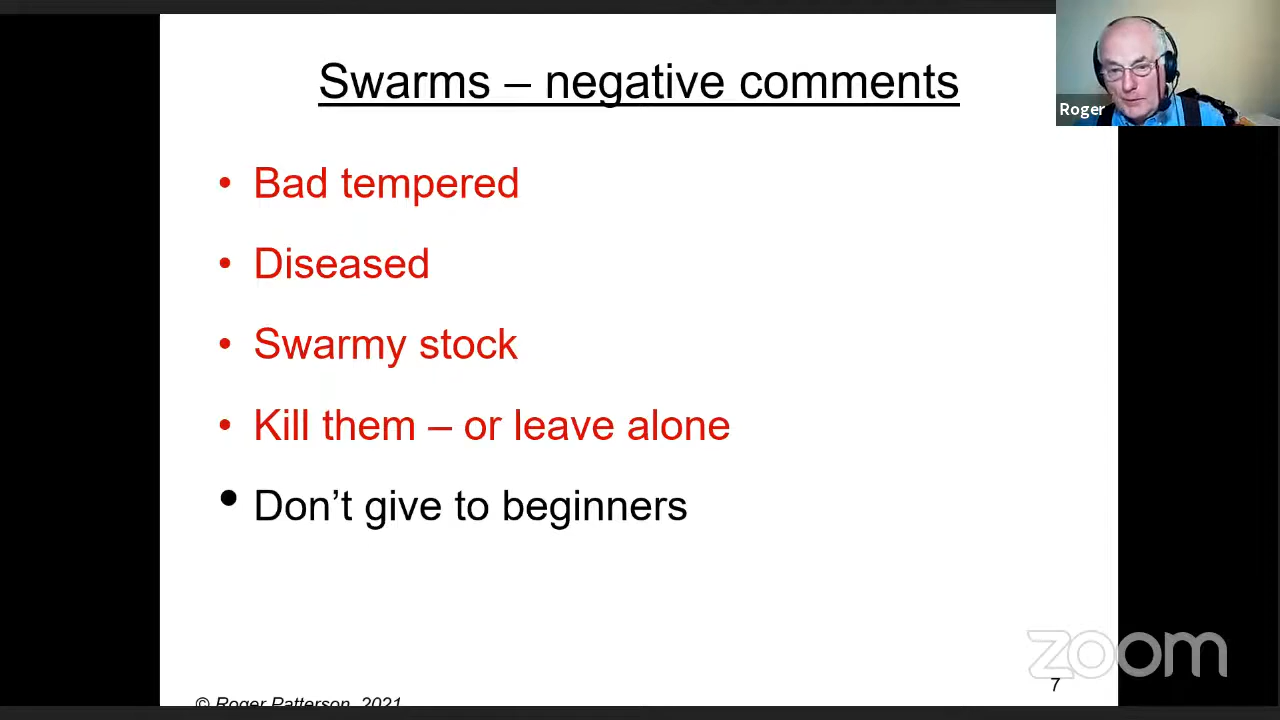 Swarms – negative comments
Roger
• Bad tempered
• Diseased
• Swarmy stock
• Kill them – or leave alone
• Don’t give to beginners
zoom
7
© Roger Patterson, 2021